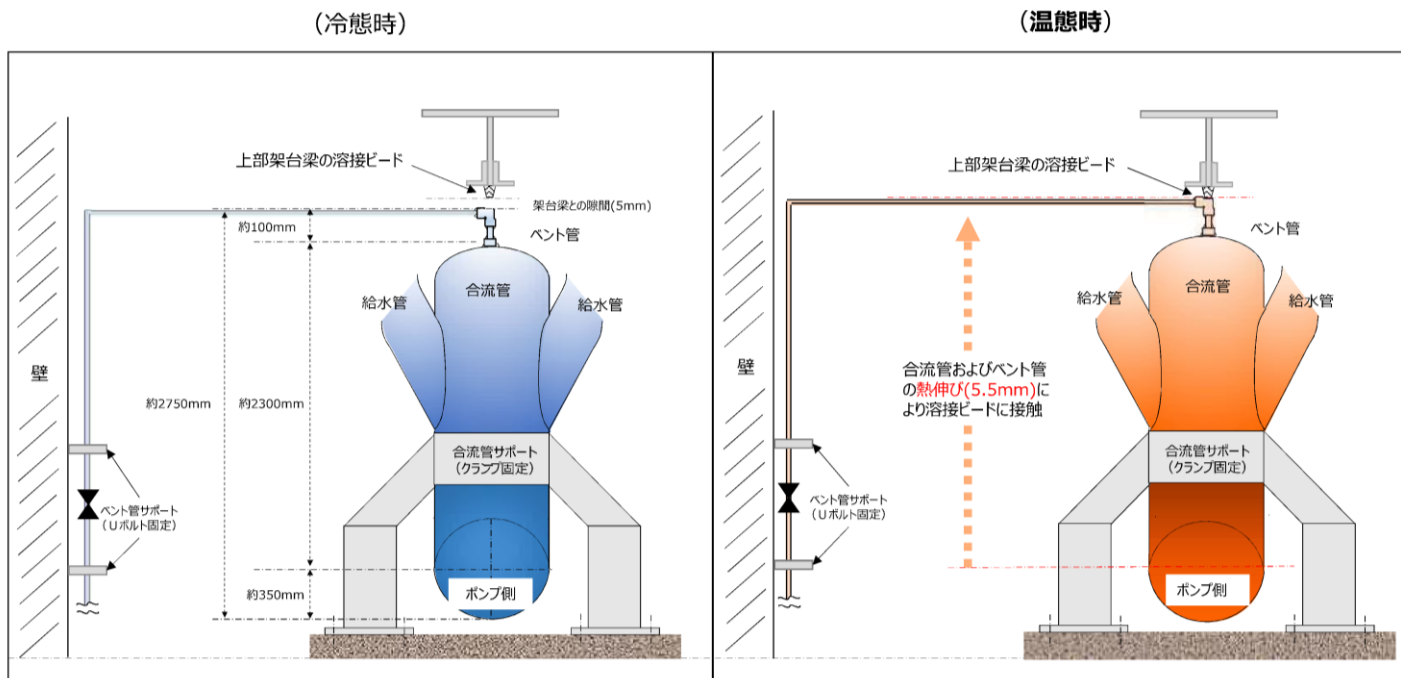 (冷態時)
上部架台梁の溶接ビード
架台梁との隙間(5mm)
約100mm
ベント管
合流管
給水管
給水管
壁
約2750mm
約2300mm
合流管サポート
(クランプ固定)
ベント管サポート
(Uボルト固定)
約350mm
ポンプ側
(温態時)
上部架台梁の溶接ビード
ベント管
合流管
給水管
給水管
壁
合流管およびベント管
の熱伸び(5.5mm)に
より溶接ビードに接触
合流管サポート
(クランプ固定)
ベント管サポート
(Uボルト固定)
ポンプ側